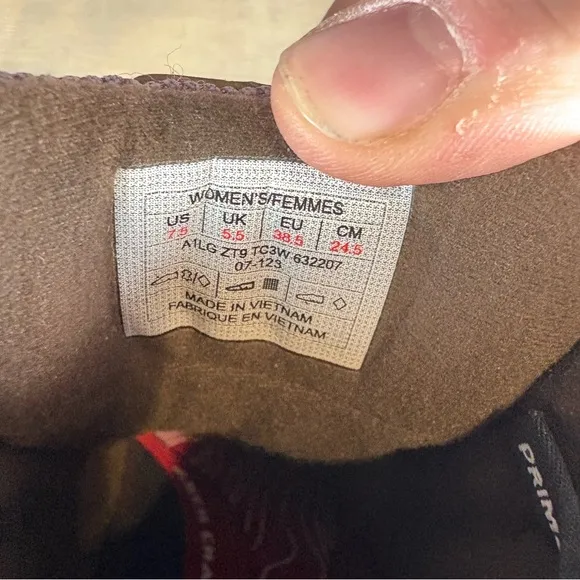 WOMEN'S/FEMMES
US UK EU CM
7.5 5.5 38.5 24.5
A1LG ZT9 TC3W 632207
07-123
MADE IN VIETNAM
FABRIQUE EN VIETNAM